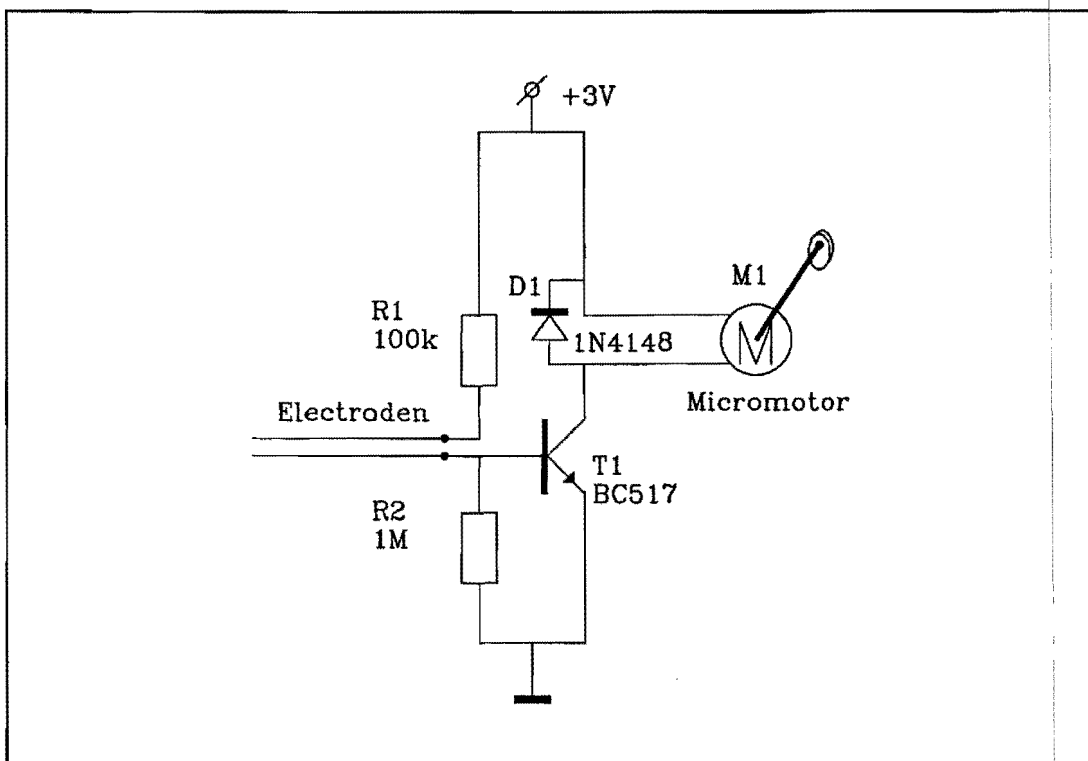 +3V
M1
D1
R1
100k
1N4148
Micromotor
Electroden
T1
BC517
R2
1M
M